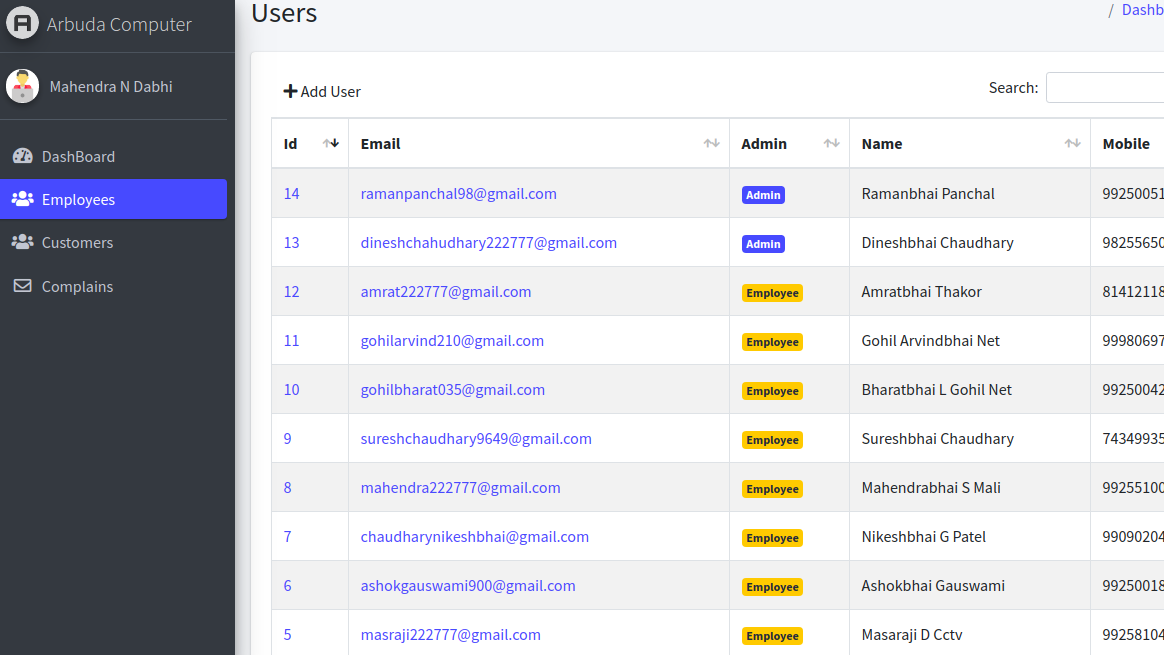 Arbuda Computer
Mahendra N Dabhi
DashBoard
Employees
Customers
Complains
Users
/ Dashb
Add User
Search:
Id Email Admin Name Mobile
14 ramanpanchal98@gmail.com Admin Ramanbhai Panchal 99250051
13 dineshchahudhary222777@gmail.com Admin Dineshbhai Chaudhary 98255650
12 amrat222777@gmail.com Employee Amratbhai Thakor 81412118
11 gohilarvind210@gmail.com Employee Gohil Arvindbhai Net 99980697
10 gohilbharat035@gmail.com Employee Bharatbhai L Gohil Net 99250042
9 sureshchaudhary9649@gmail.com Employee Sureshbhai Chaudhary 74349935
8 mahendra222777@gmail.com Employee Mahendrabhai S Mali 99255100
7 chaudharynikeshbhai@gmail.com Employee Nikeshbhai G Patel 99090204
6 ashokgauswami900@gmail.com Employee Ashokbhai Gauswami 99250018
5 masraji222777@gmail.com Employee Masaraji D Cctv 99258104